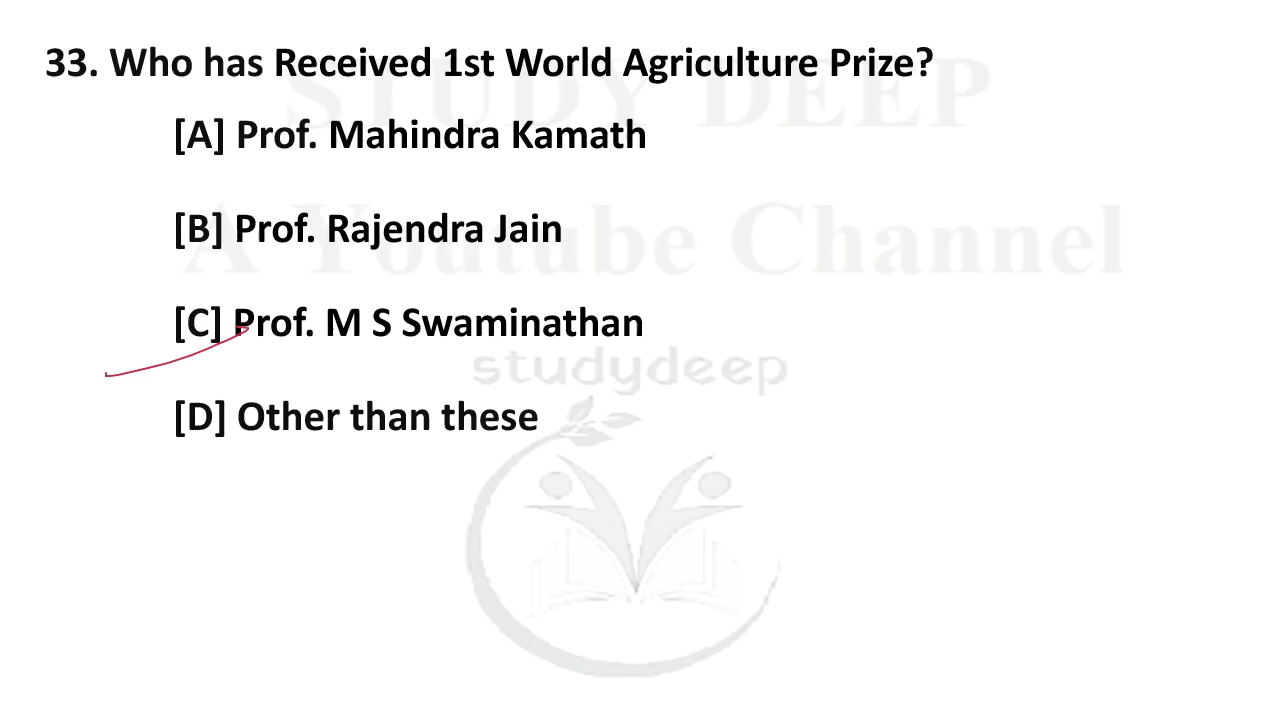 33. Who has Received 1st World Agriculture Prize?
STUDY DEEP
[A] Prof. Mahindra Kamath
[B] Prof. Rajendra Jain
A Youtube Channel
[C] Prof. M S Swaminathan
studydeep
[D] Other than these